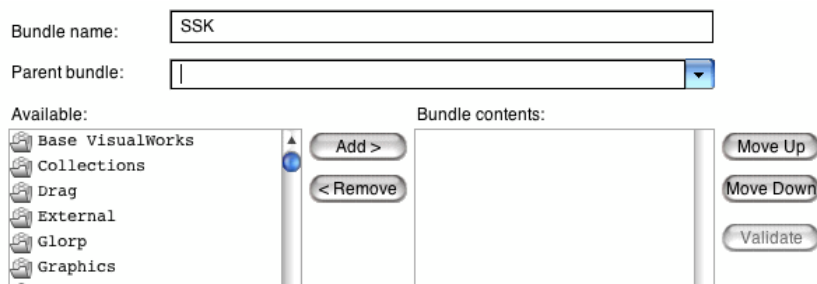 Bundle name: SSK
Parent bundle:
Available: Bundle contents:
Base VisualWorks
Collections
Drag
External
Glorp
Graphics
Add >
< Remove
Move Up
Move Down
Validate